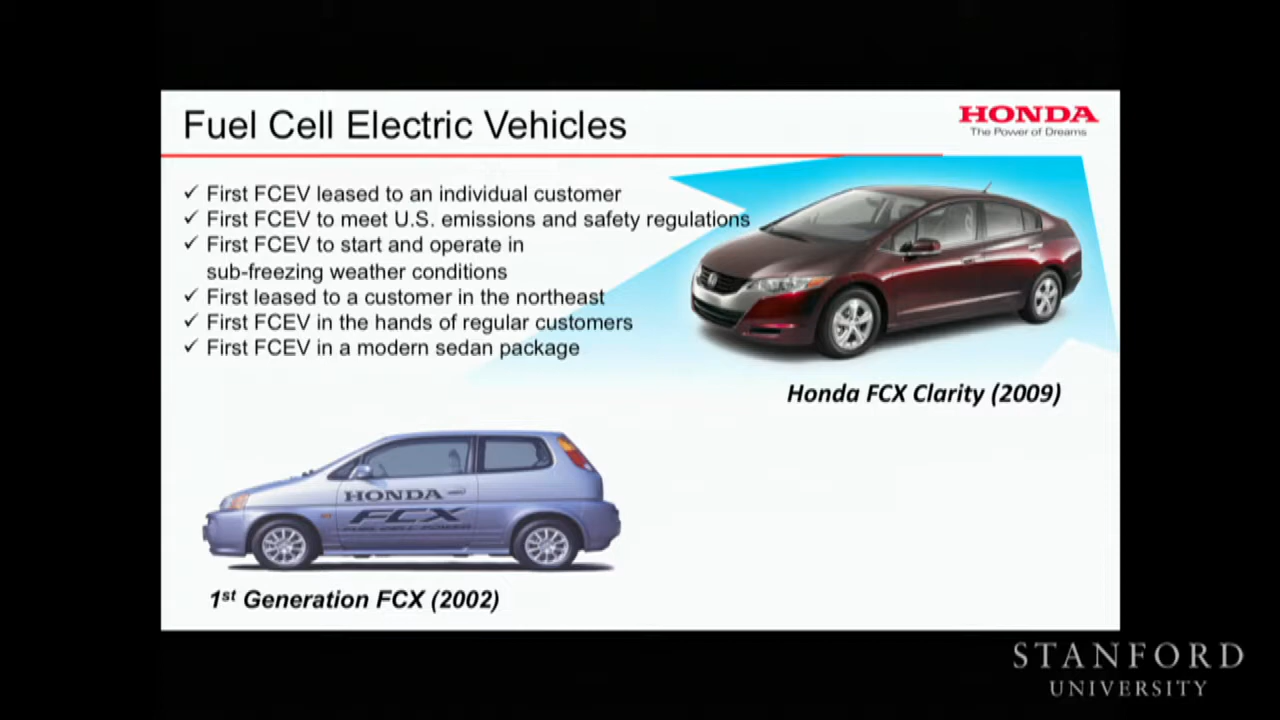 Fuel Cell Electric Vehicles
HONDA
The Power of Dreams
✓ First FCEV leased to an individual customer
✓ First FCEV to meet U.S. emissions and safety regulations
✓ First FCEV to start and operate in
sub-freezing weather conditions
✓ First leased to a customer in the northeast
✓ First FCEV in the hands of regular customers
✓ First FCEV in a modern sedan package
Honda FCX Clarity (2009)
HONDA
FCX
FUEL CELL POWER
1st Generation FCX (2002)
STANFORD
UNIVERSITY